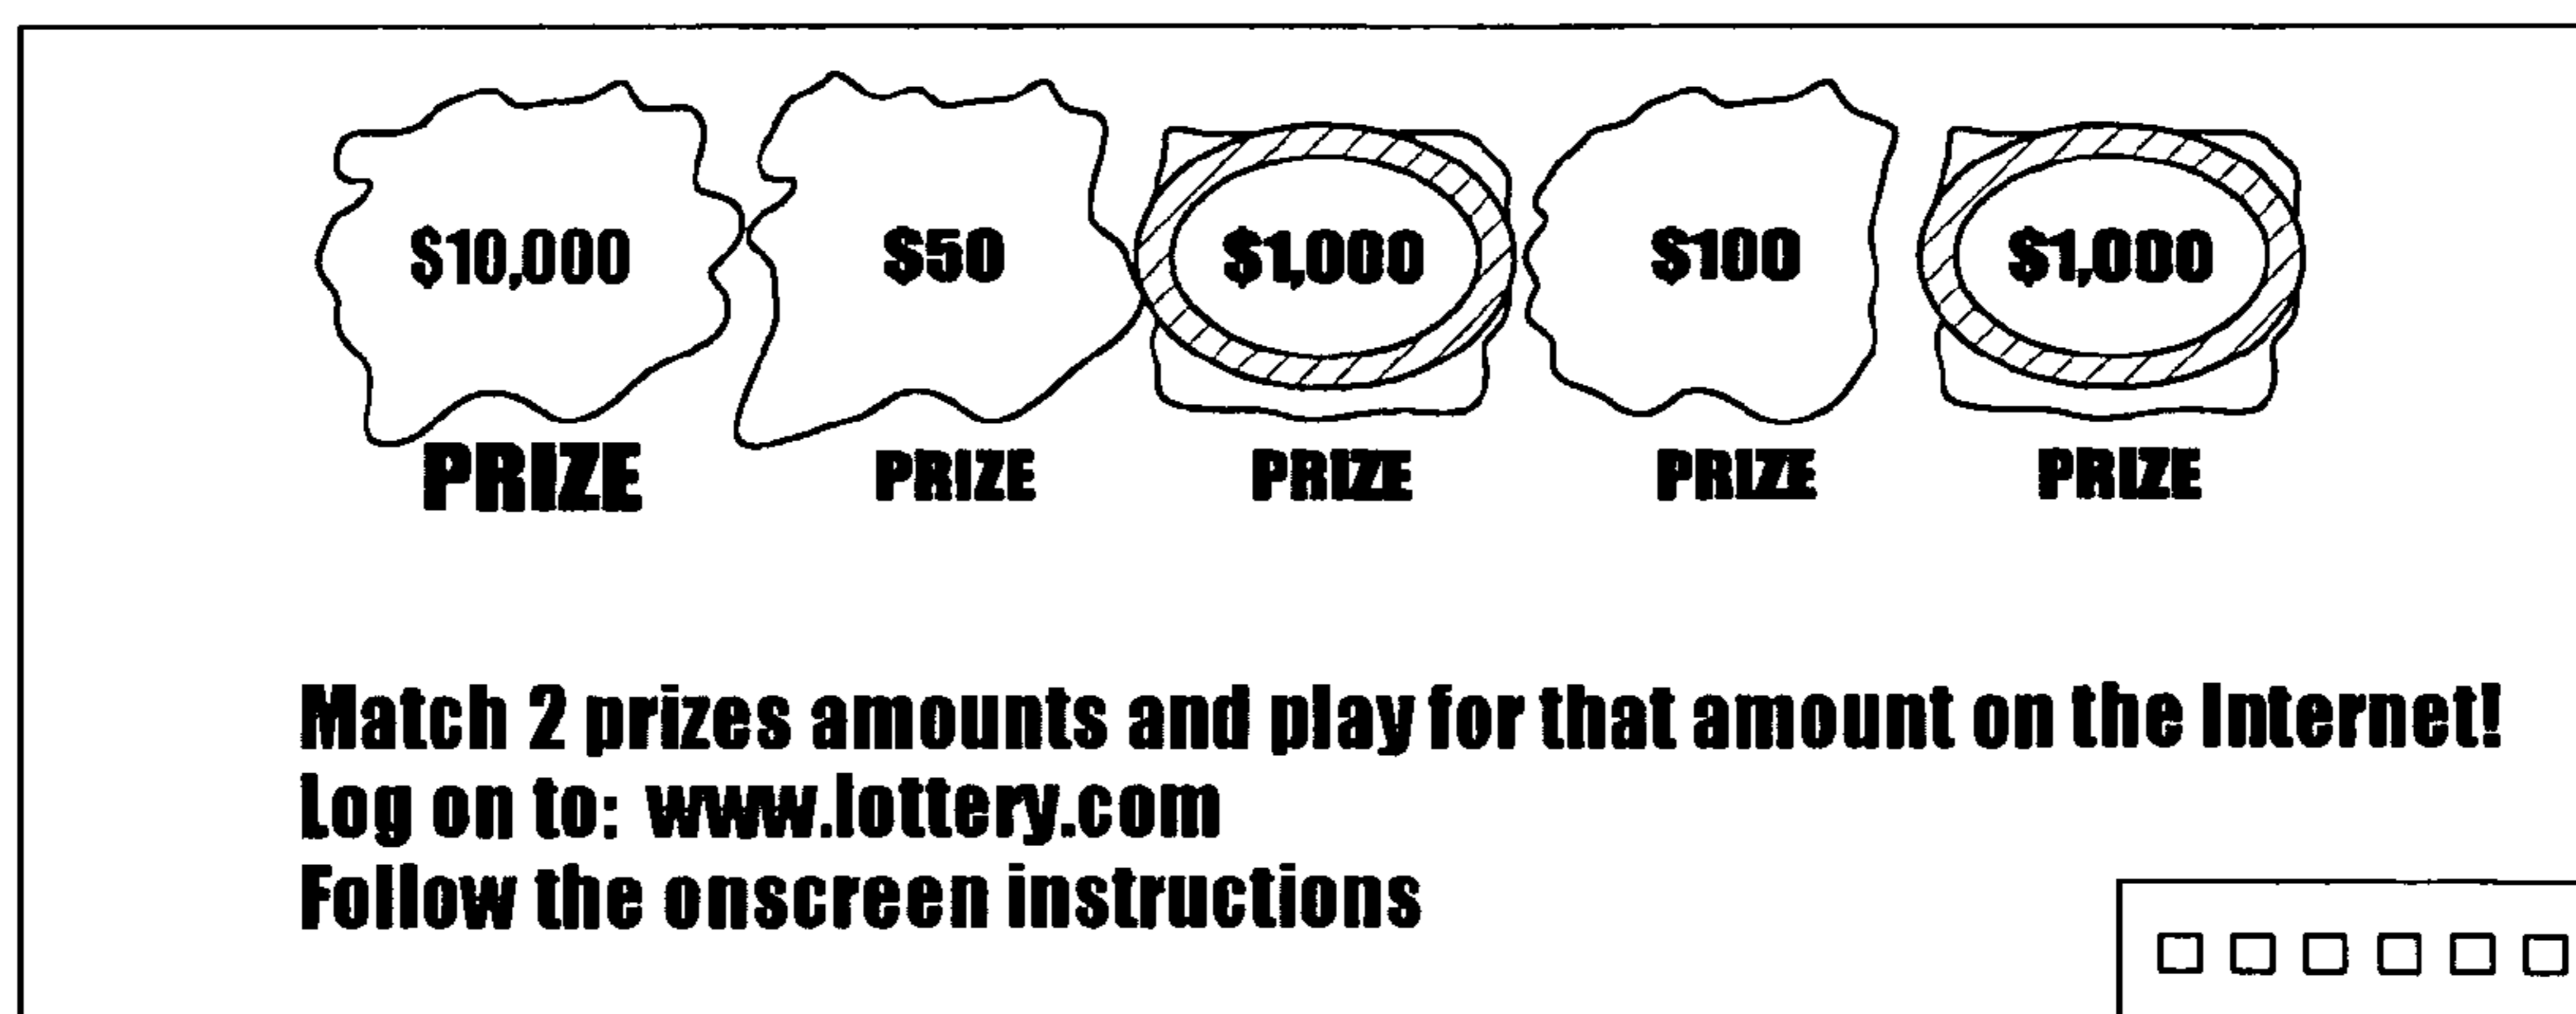 $10,000 $50 $1,000 $100 $1,000
PRIZE PRIZE PRIZE PRIZE PRIZE
Match 2 prizes amounts and play for that amount on the Internet!
Log on to: www.lottery.com
Follow the onscreen instructions